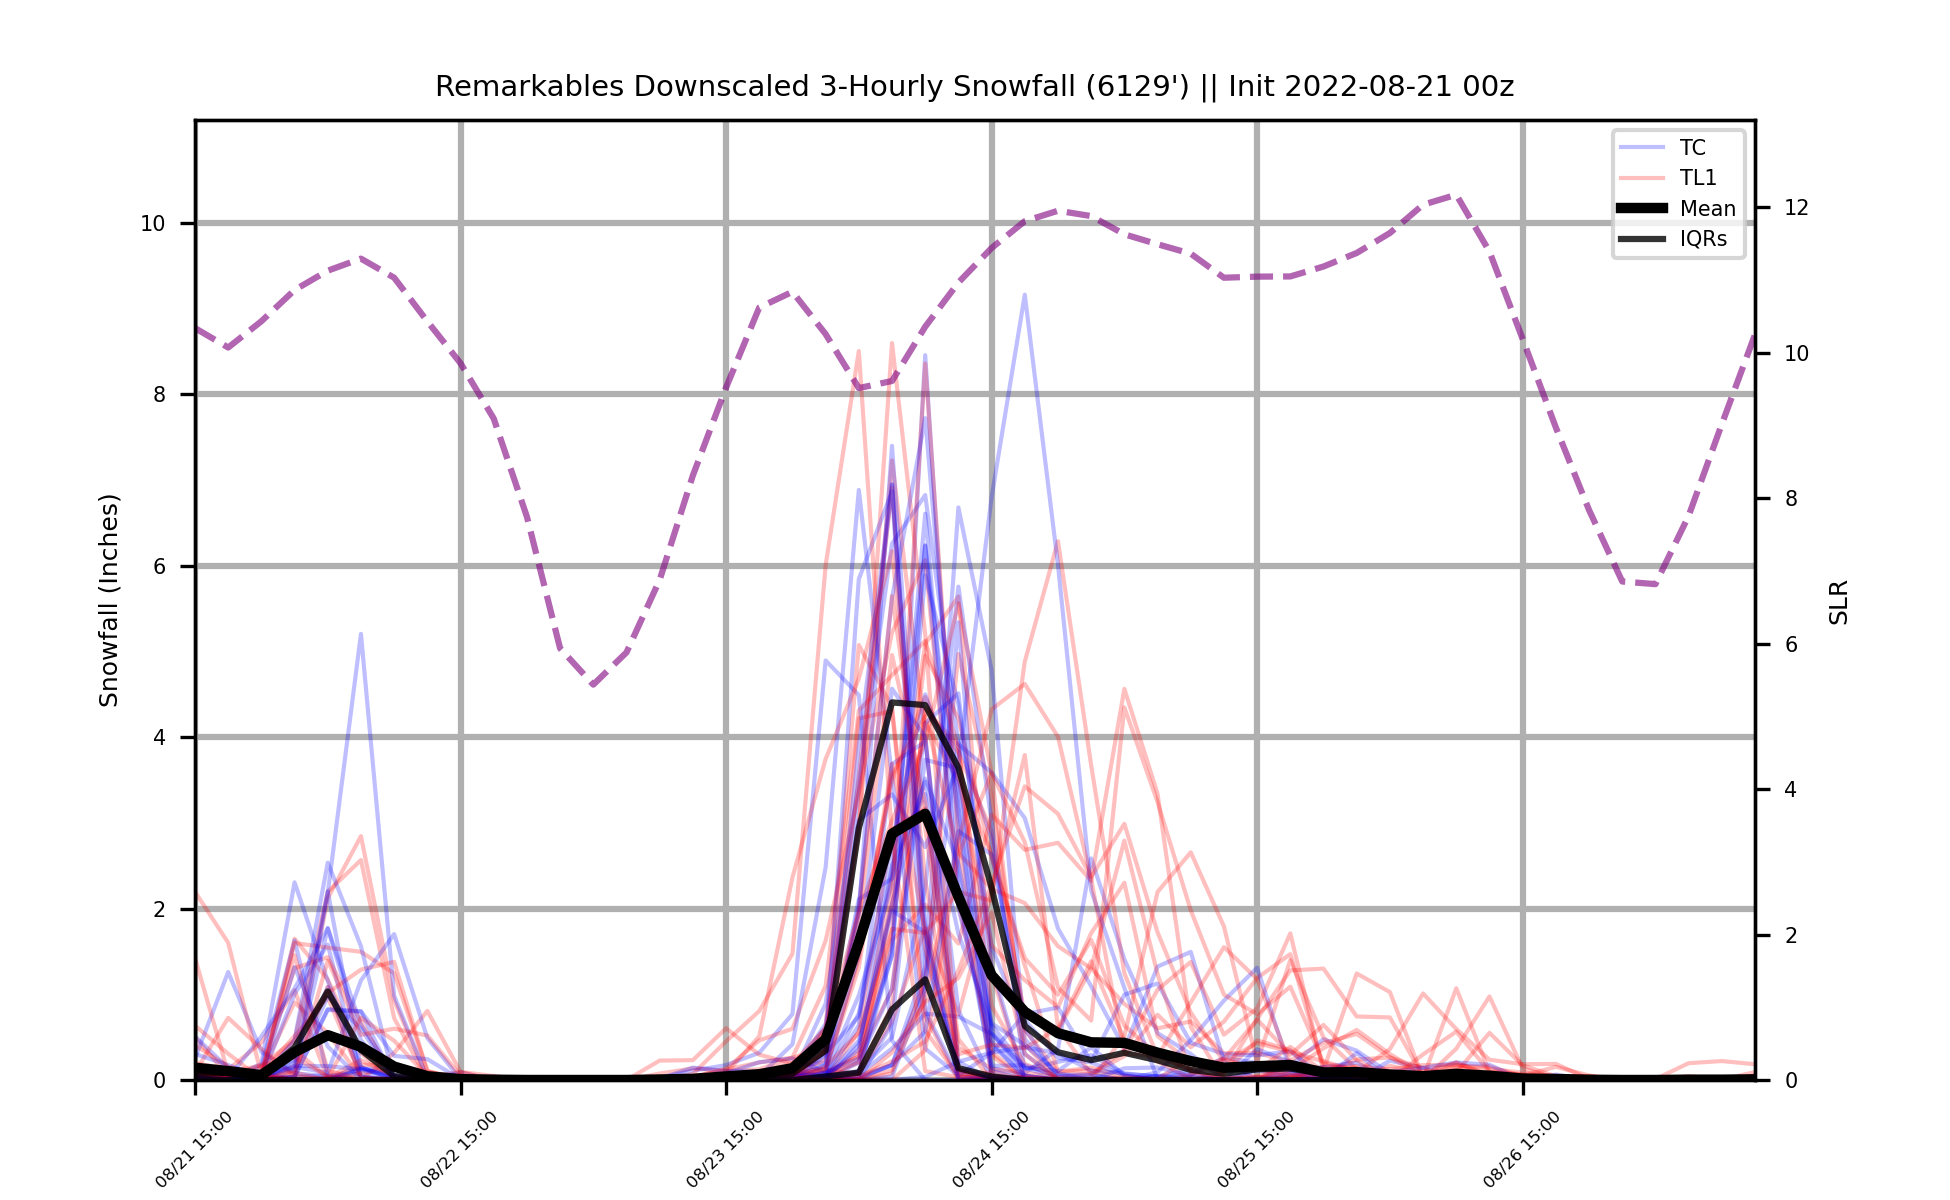 Remarkables Downscaled 3-Hourly Snowfall (6129') || Init 2022-08-21 00z
TC
TL1
Mean
IQRs
Snowfall (Inches)
10
8
6
4
2
0
12
10
8
6
4
2
0
SLR
08/21 15:00
08/22 15:00
08/23 15:00
08/24 15:00
08/25 15:00
08/26 15:00